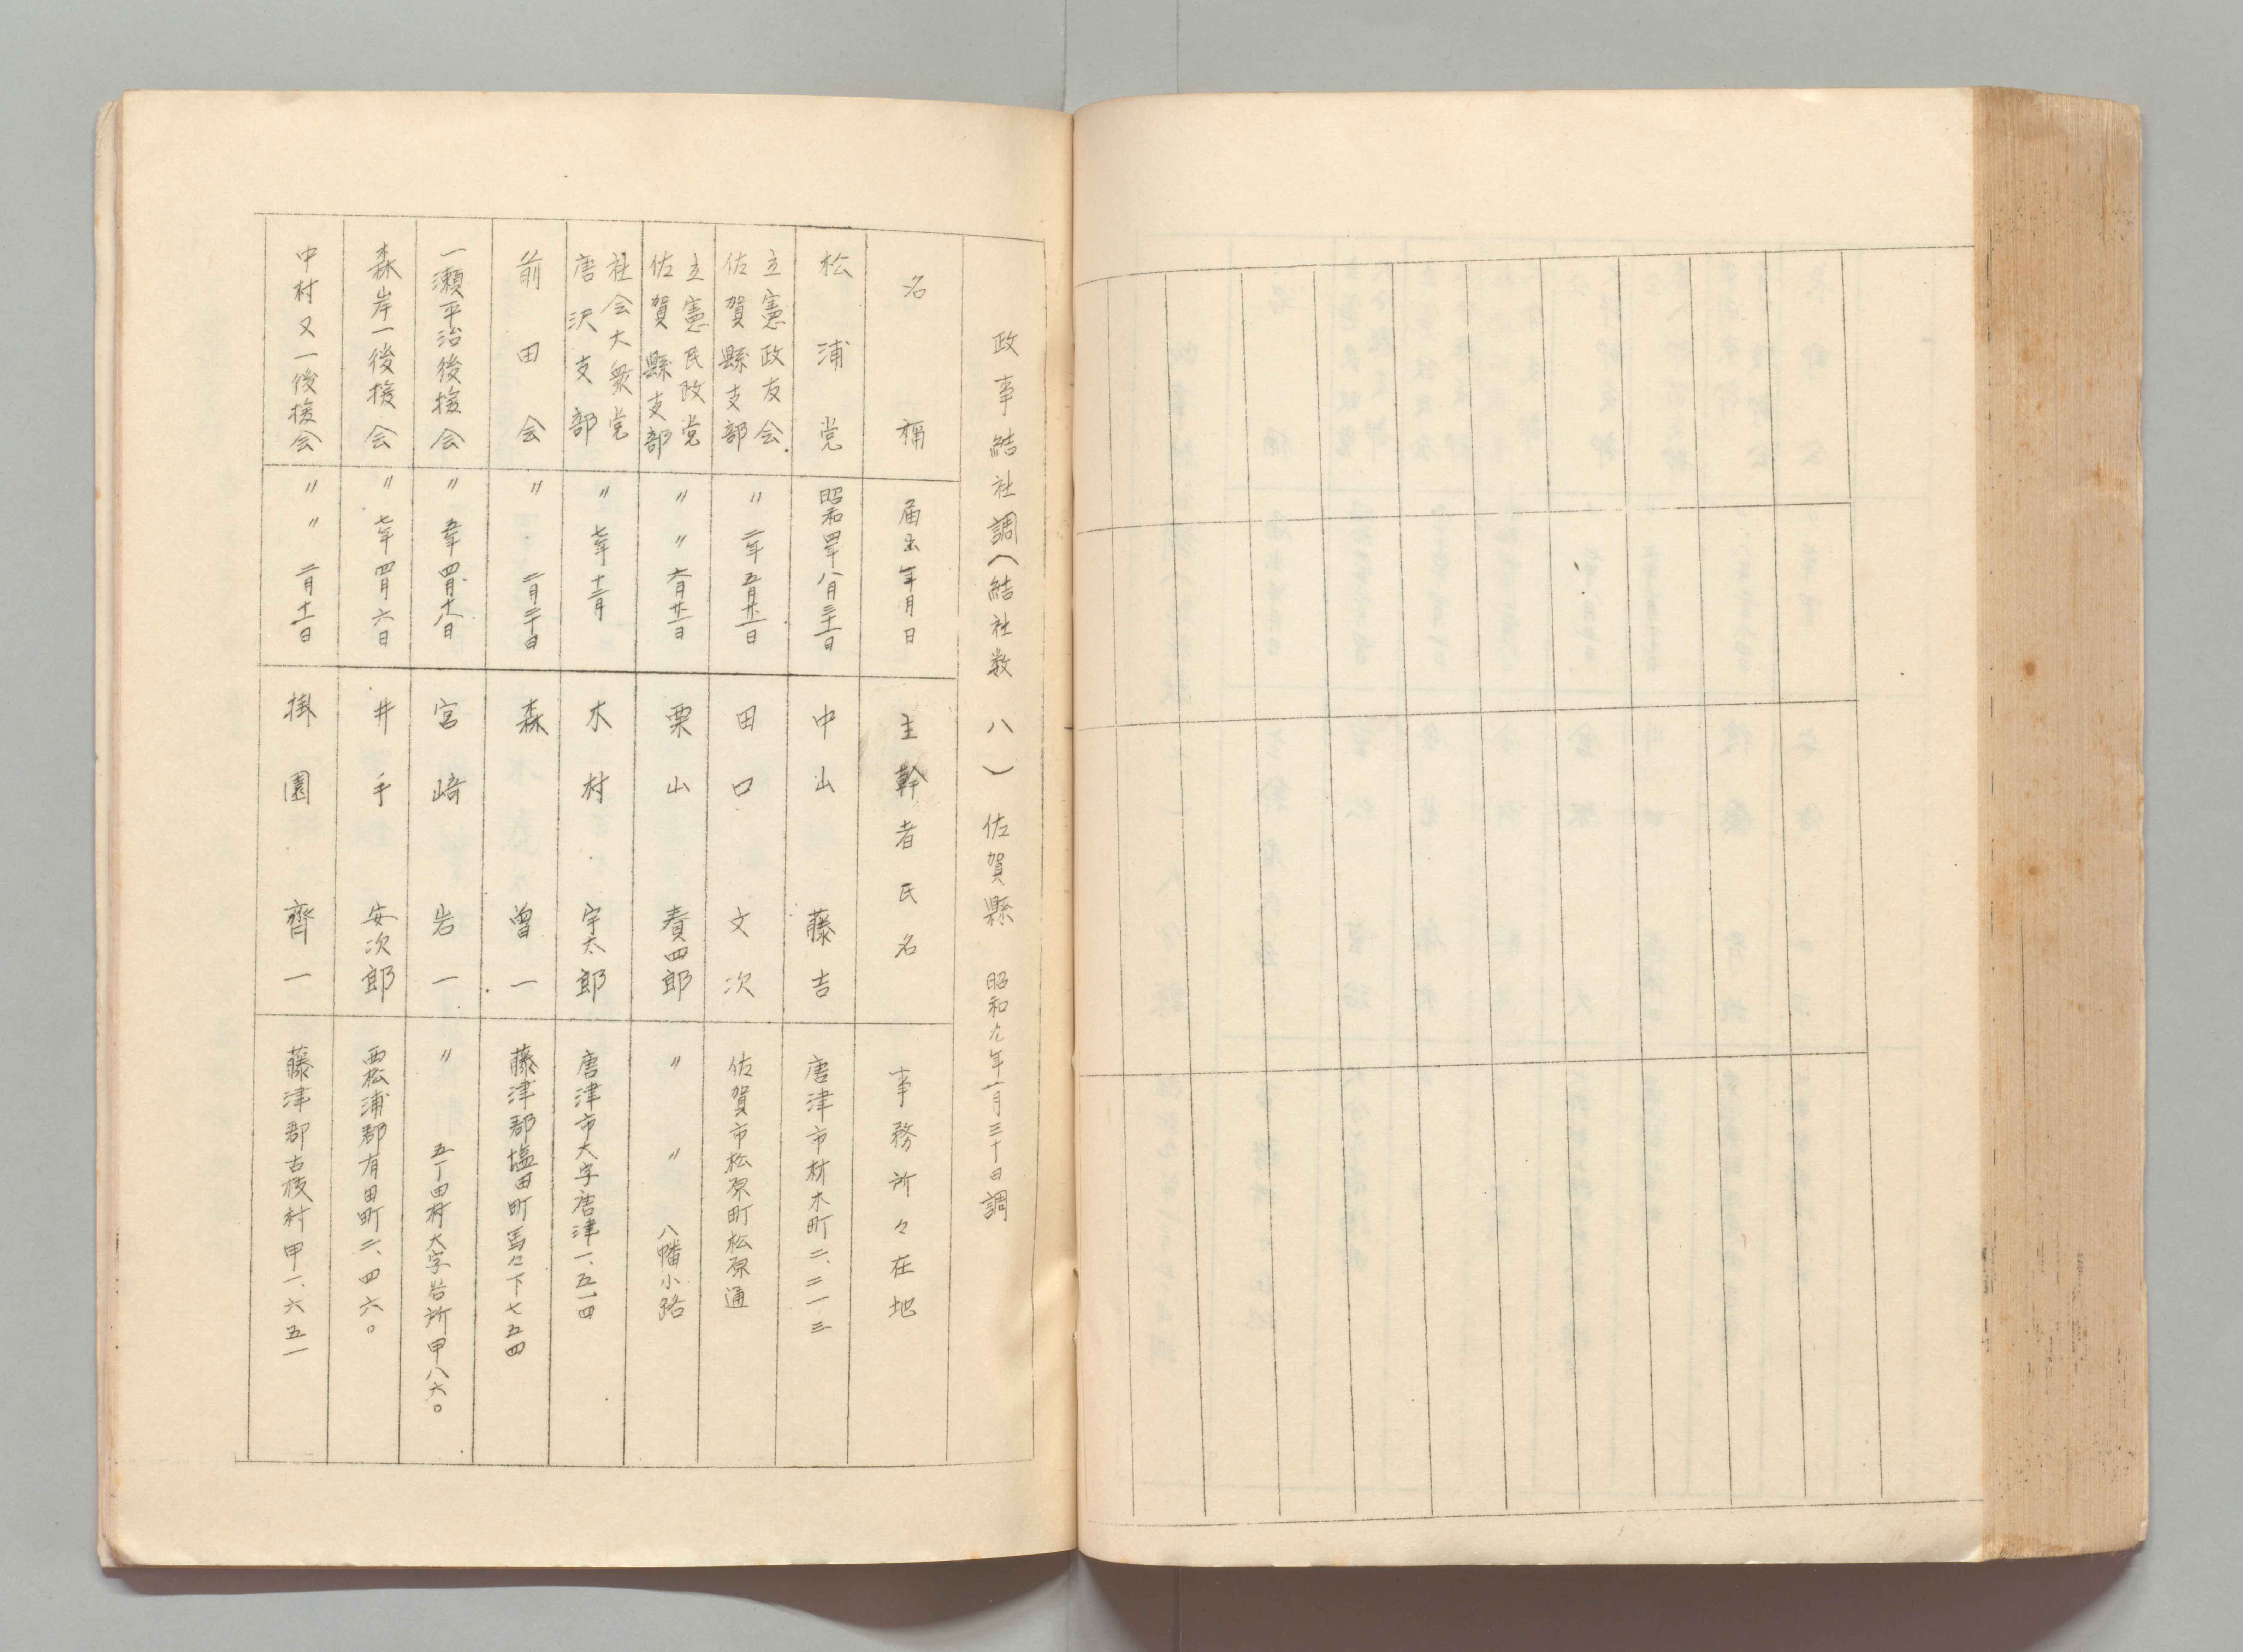 政事結社調(結社数 八) 佐賀縣 昭和九年一月三十日調
名稱 届出年月日 主幹者氏名 事務所々在地
松浦党 昭和四年八月三十一日 中山藤吉 唐津市材木町二、二一三
立憲政友会
佐賀縣支部 〃 二年五月廿一日 田口文次 佐賀市松原町松原通
立憲民政党
佐賀縣支部 〃 〃 六月廿一日 栗山賚四郎 〃 〃 八幡小路
社会大衆党
唐沢支部 〃 七年十二月 木村宇太郎 唐津市大字唐津一、五一四
前田会 〃 二月二十日 森曽一 藤津郡塩田町馬場下七五四
一瀬平治後援会 〃 五年四月十八日 宮崎岩一 〃 五丁田村大字谷所甲八六〇
森岸一後援会 〃 七年四月六日 井手安次郎 西松浦郡有田町二、四六〇
中村又一後援会 〃 〃 二月十一日 掛園齊一 藤津郡古枝村甲一、六五一